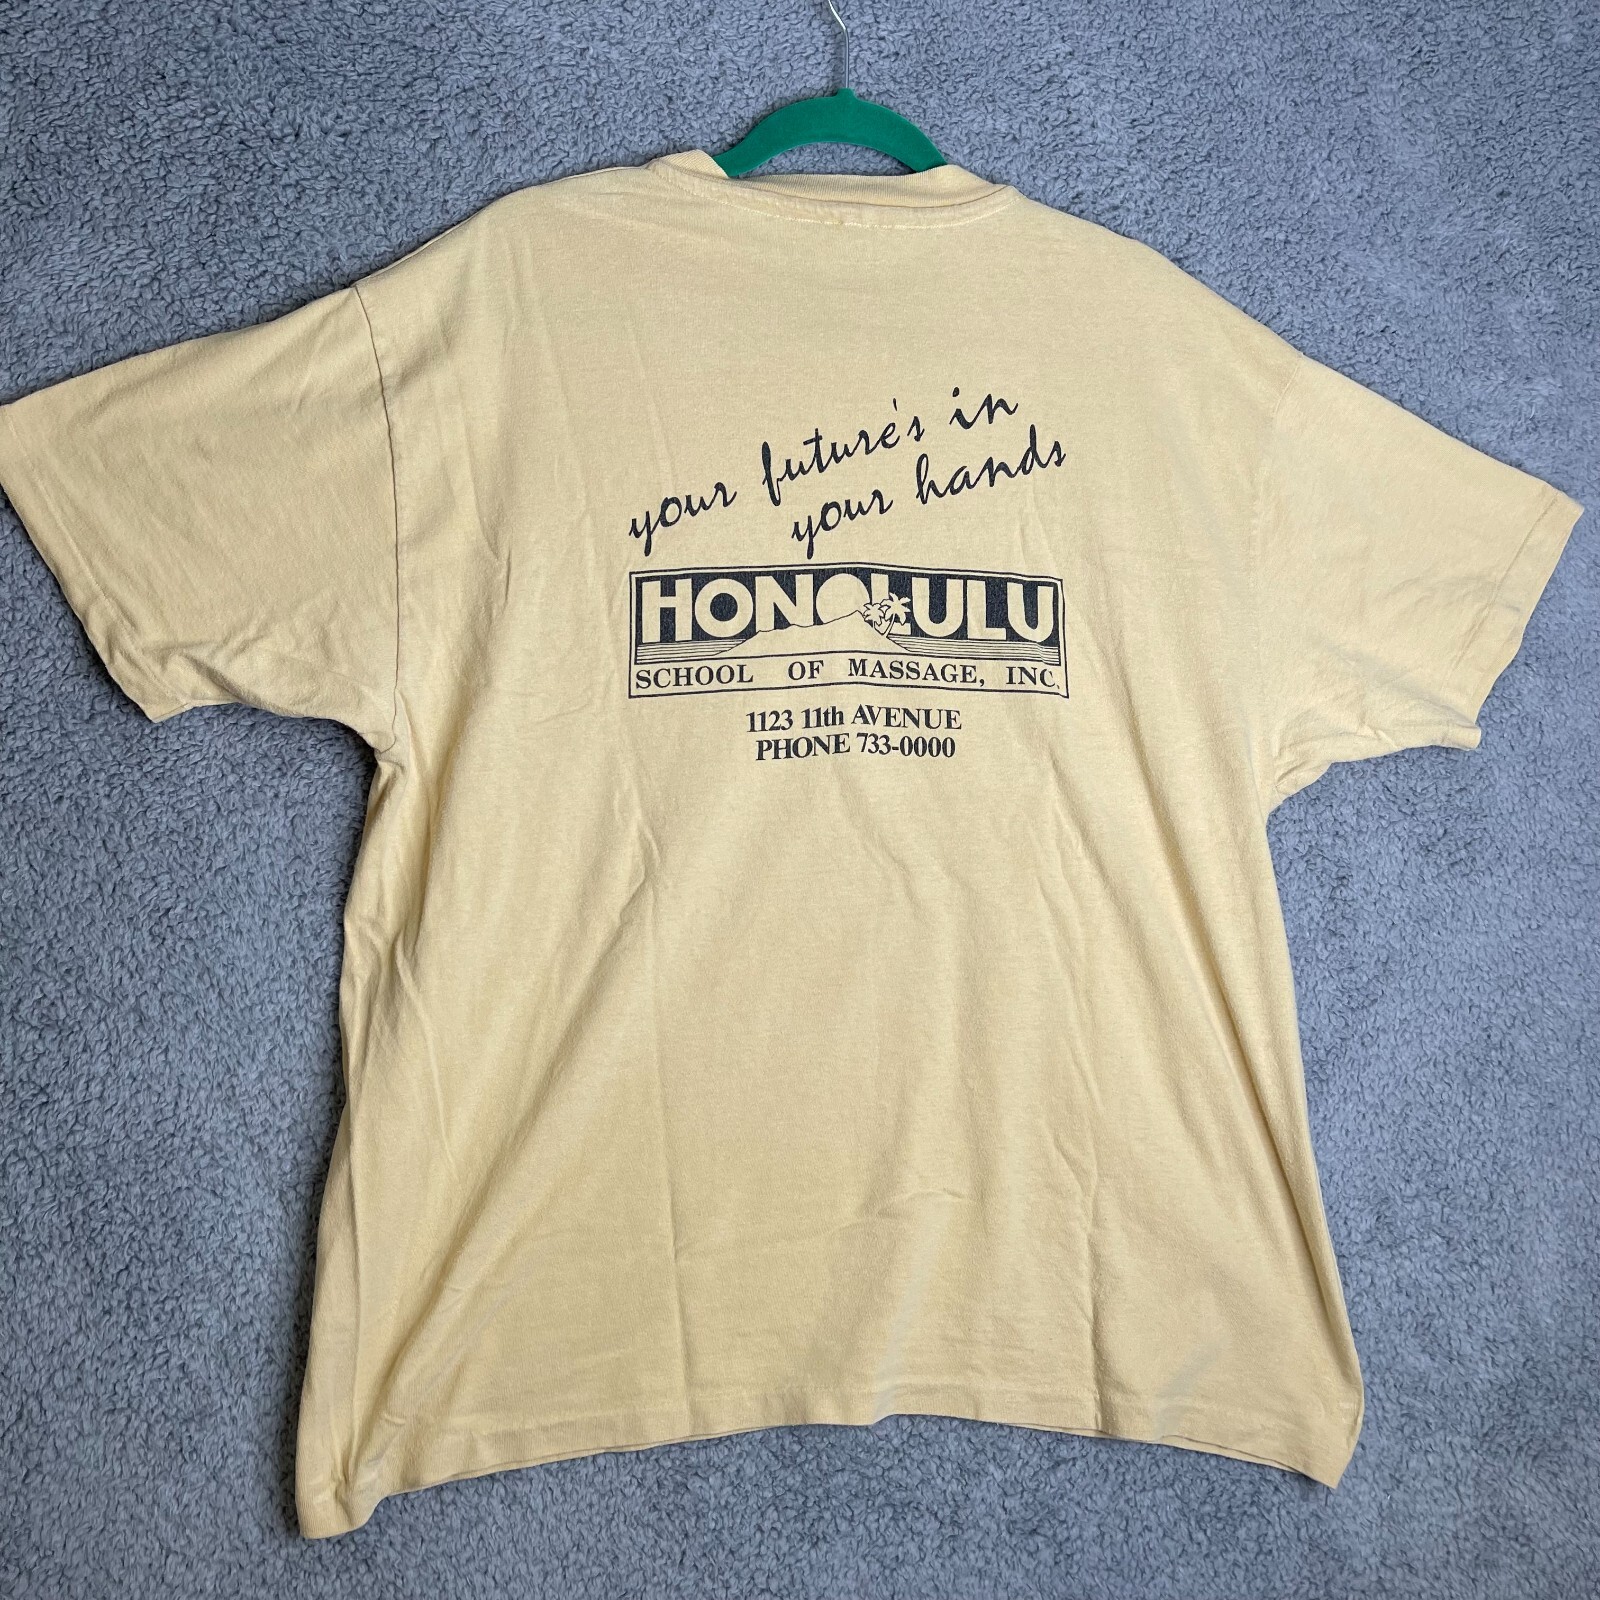 your future's in
your hands
HONOLULU
SCHOOL OF MASSAGE, INC.
1123 11th AVENUE
PHONE 733-0000